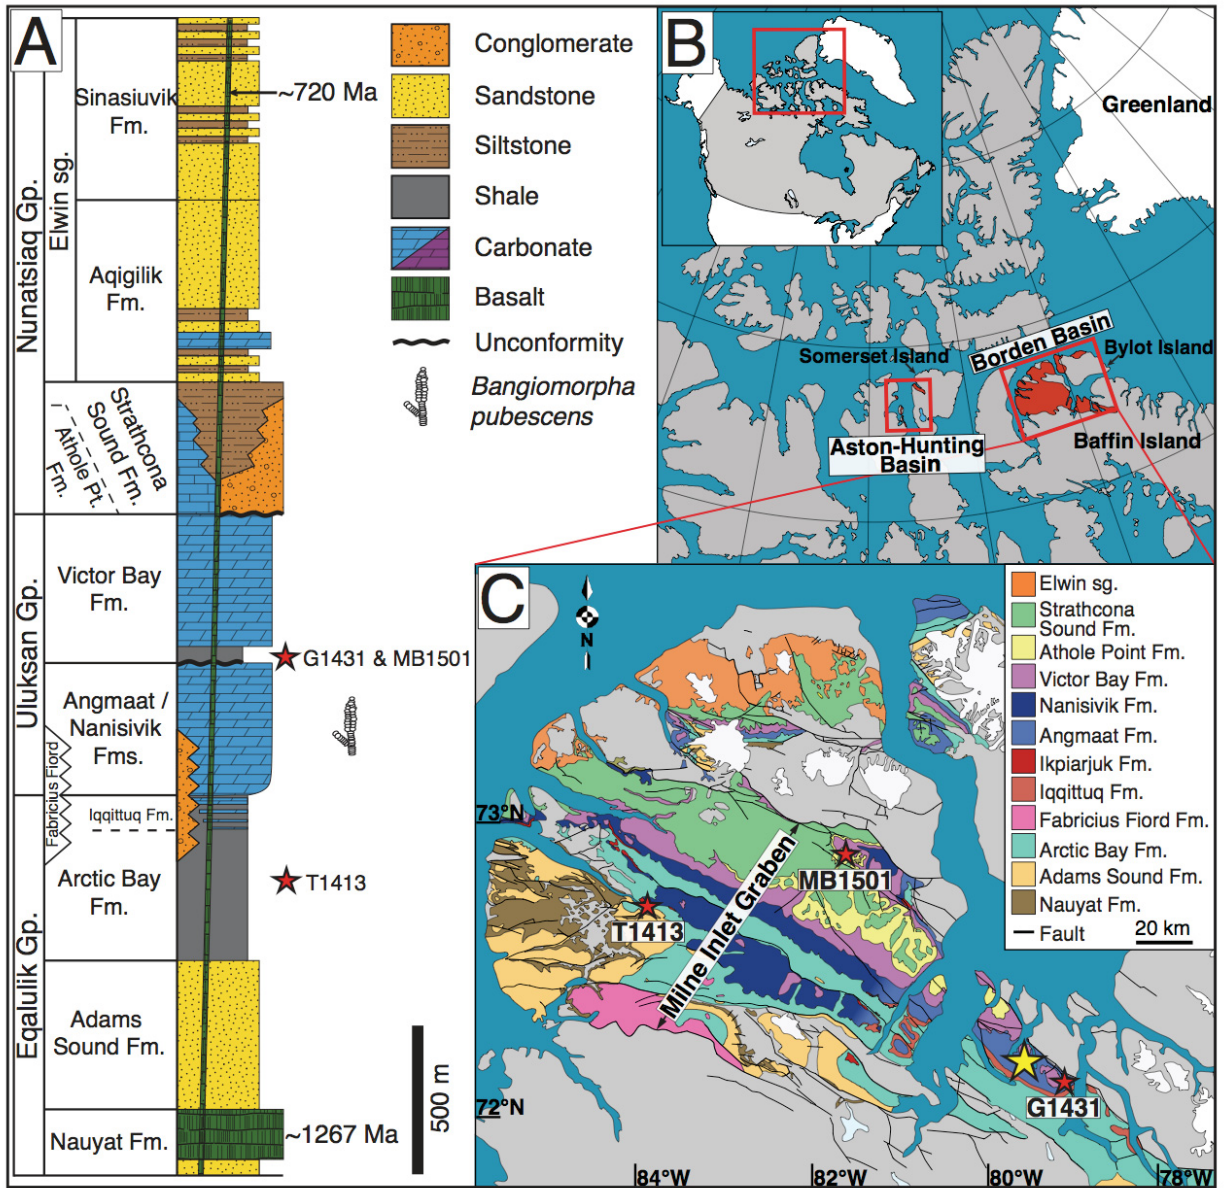 A
Sinasiuvik
Fm.
~720 Ma
Aqigilik
Fm.
Elwin sg.
Nunatsiaq Gp.
Strathcona
Sound Fm.
Athole Pt.
Fm.
Victor Bay
Fm.
G1431 & MB1501
Angmaat /
Nanisivik
Fms.
Uluksan Gp.
Fabricius Fiord
Iqqittuq Fm.
Arctic Bay
Fm.
T1413
Adams
Sound Fm.
Eqalulik Gp.
Nauyat Fm.
~1267 Ma
500 m
Conglomerate
Sandstone
Siltstone
Shale
Carbonate
Basalt
Unconformity
Bangiomorpha
pubescens
B
Greenland
Somerset Island
Borden Basin
Bylot Island
Aston-Hunting
Basin
Baffin Island
C
N
73°N
72°N
84°W
82°W
80°W
78°W
MB1501
T1413
Milne Inlet Graben
G1431
Elwin sg.
Strathcona
Sound Fm.
Athole Point Fm.
Victor Bay Fm.
Nanisivik Fm.
Angmaat Fm.
Ikpiarjuk Fm.
Iqqittuq Fm.
Fabricius Fiord Fm.
Arctic Bay Fm.
Adams Sound Fm.
Nauyat Fm.
Fault
20 km